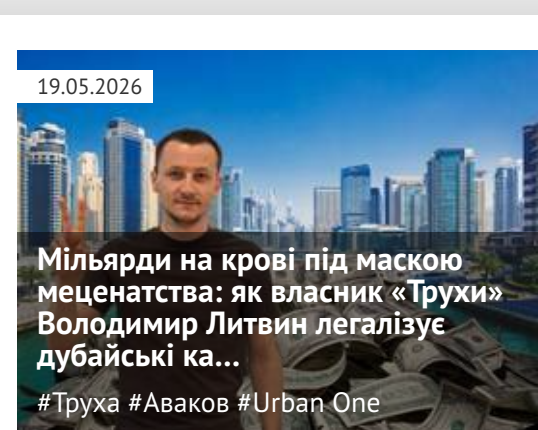 19.05.2026
Мільярди на крові під маскою
меценатства: як власник «Трухи»
Володимир Литвин легалізує
дубайські ка...
#Труха #Аваков #Urban One